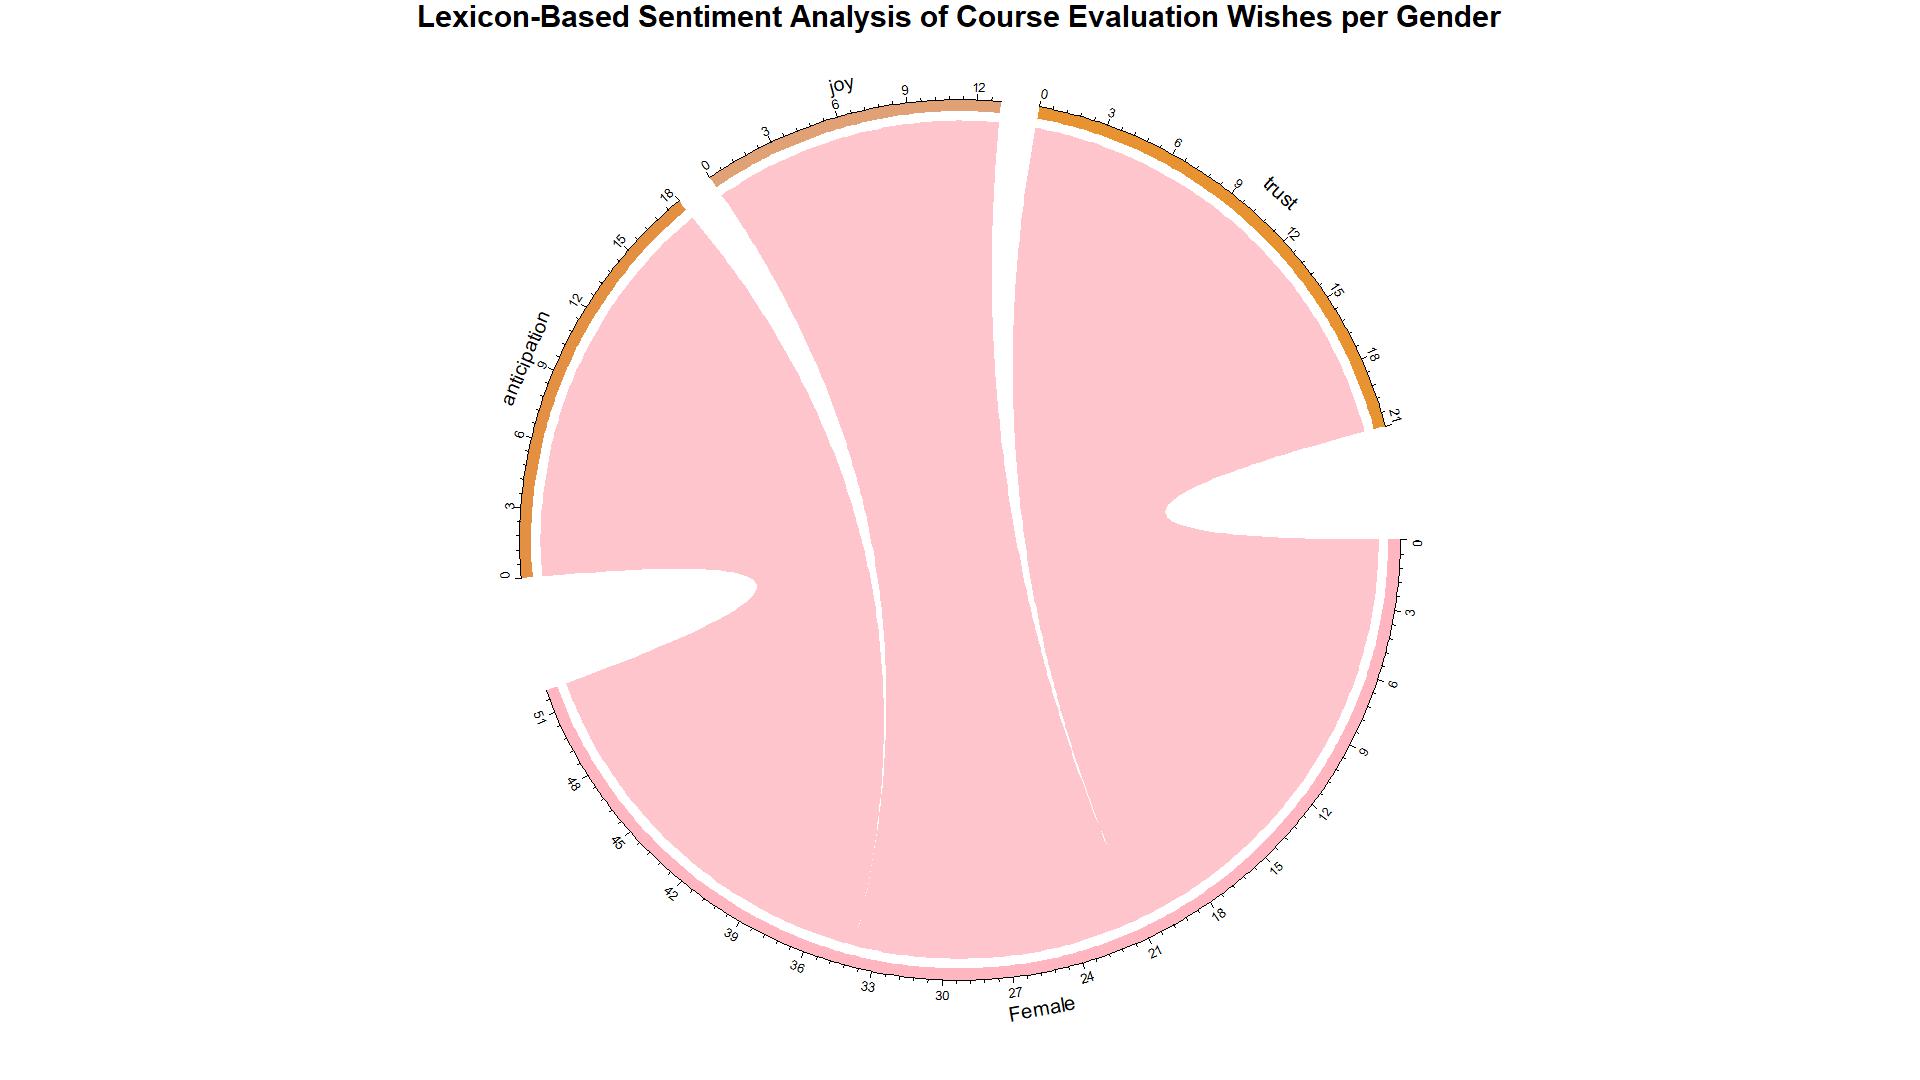 Lexicon-Based Sentiment Analysis of Course Evaluation Wishes per Gender
joy
0 3 6 9 12
trust
0 3 6 9 12 15 18 21
anticipation
0 3 6 9 12 15 18
Female
0 3 6 9 12 15 18 21 24 27 30 33 36 39 42 45 48 51